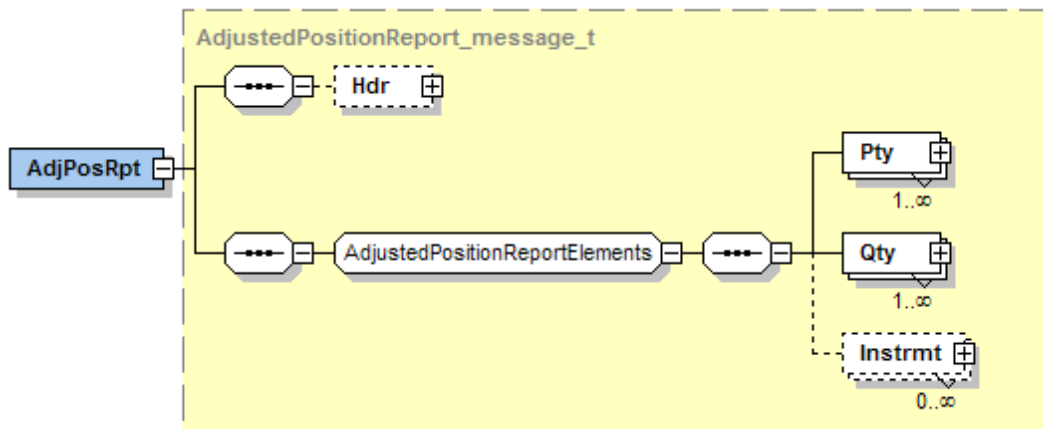 AdjustedPositionReport_message_t
Hdr
AdjPosRpt
Pty
1..∞
AdjustedPositionReportElements
Qty
1..∞
Instrmt
0..∞